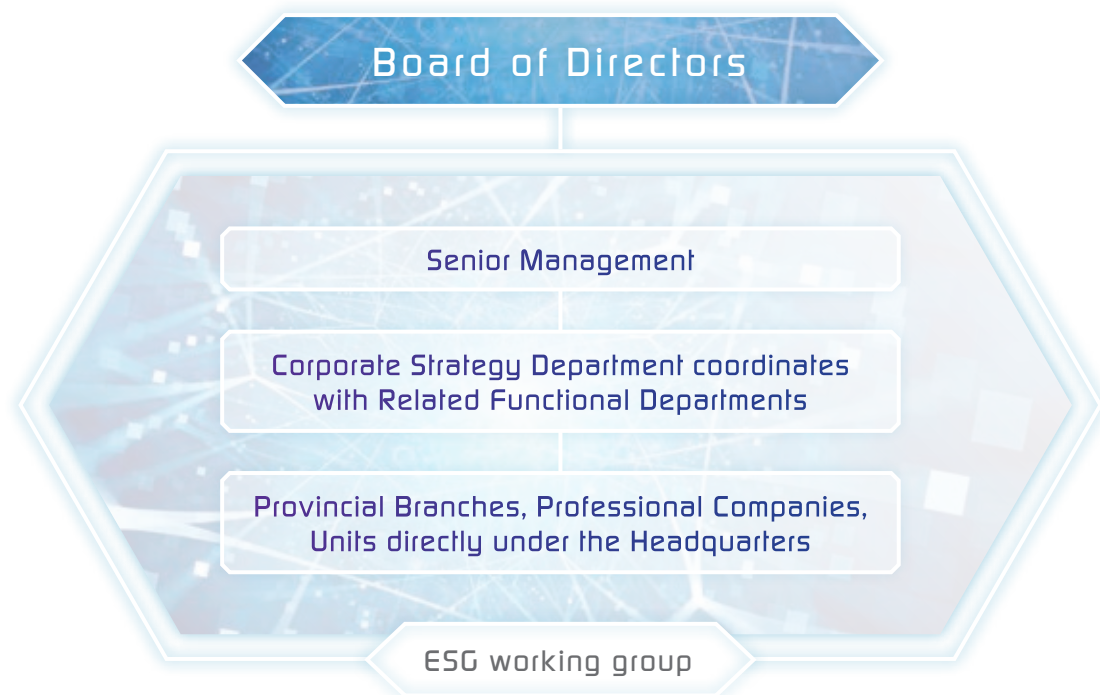 Board of Directors
Senior Management
Corporate Strategy Department coordinates
with Related Functional Departments
Provincial Branches, Professional Companies,
Units directly under the Headquarters
ESG working group